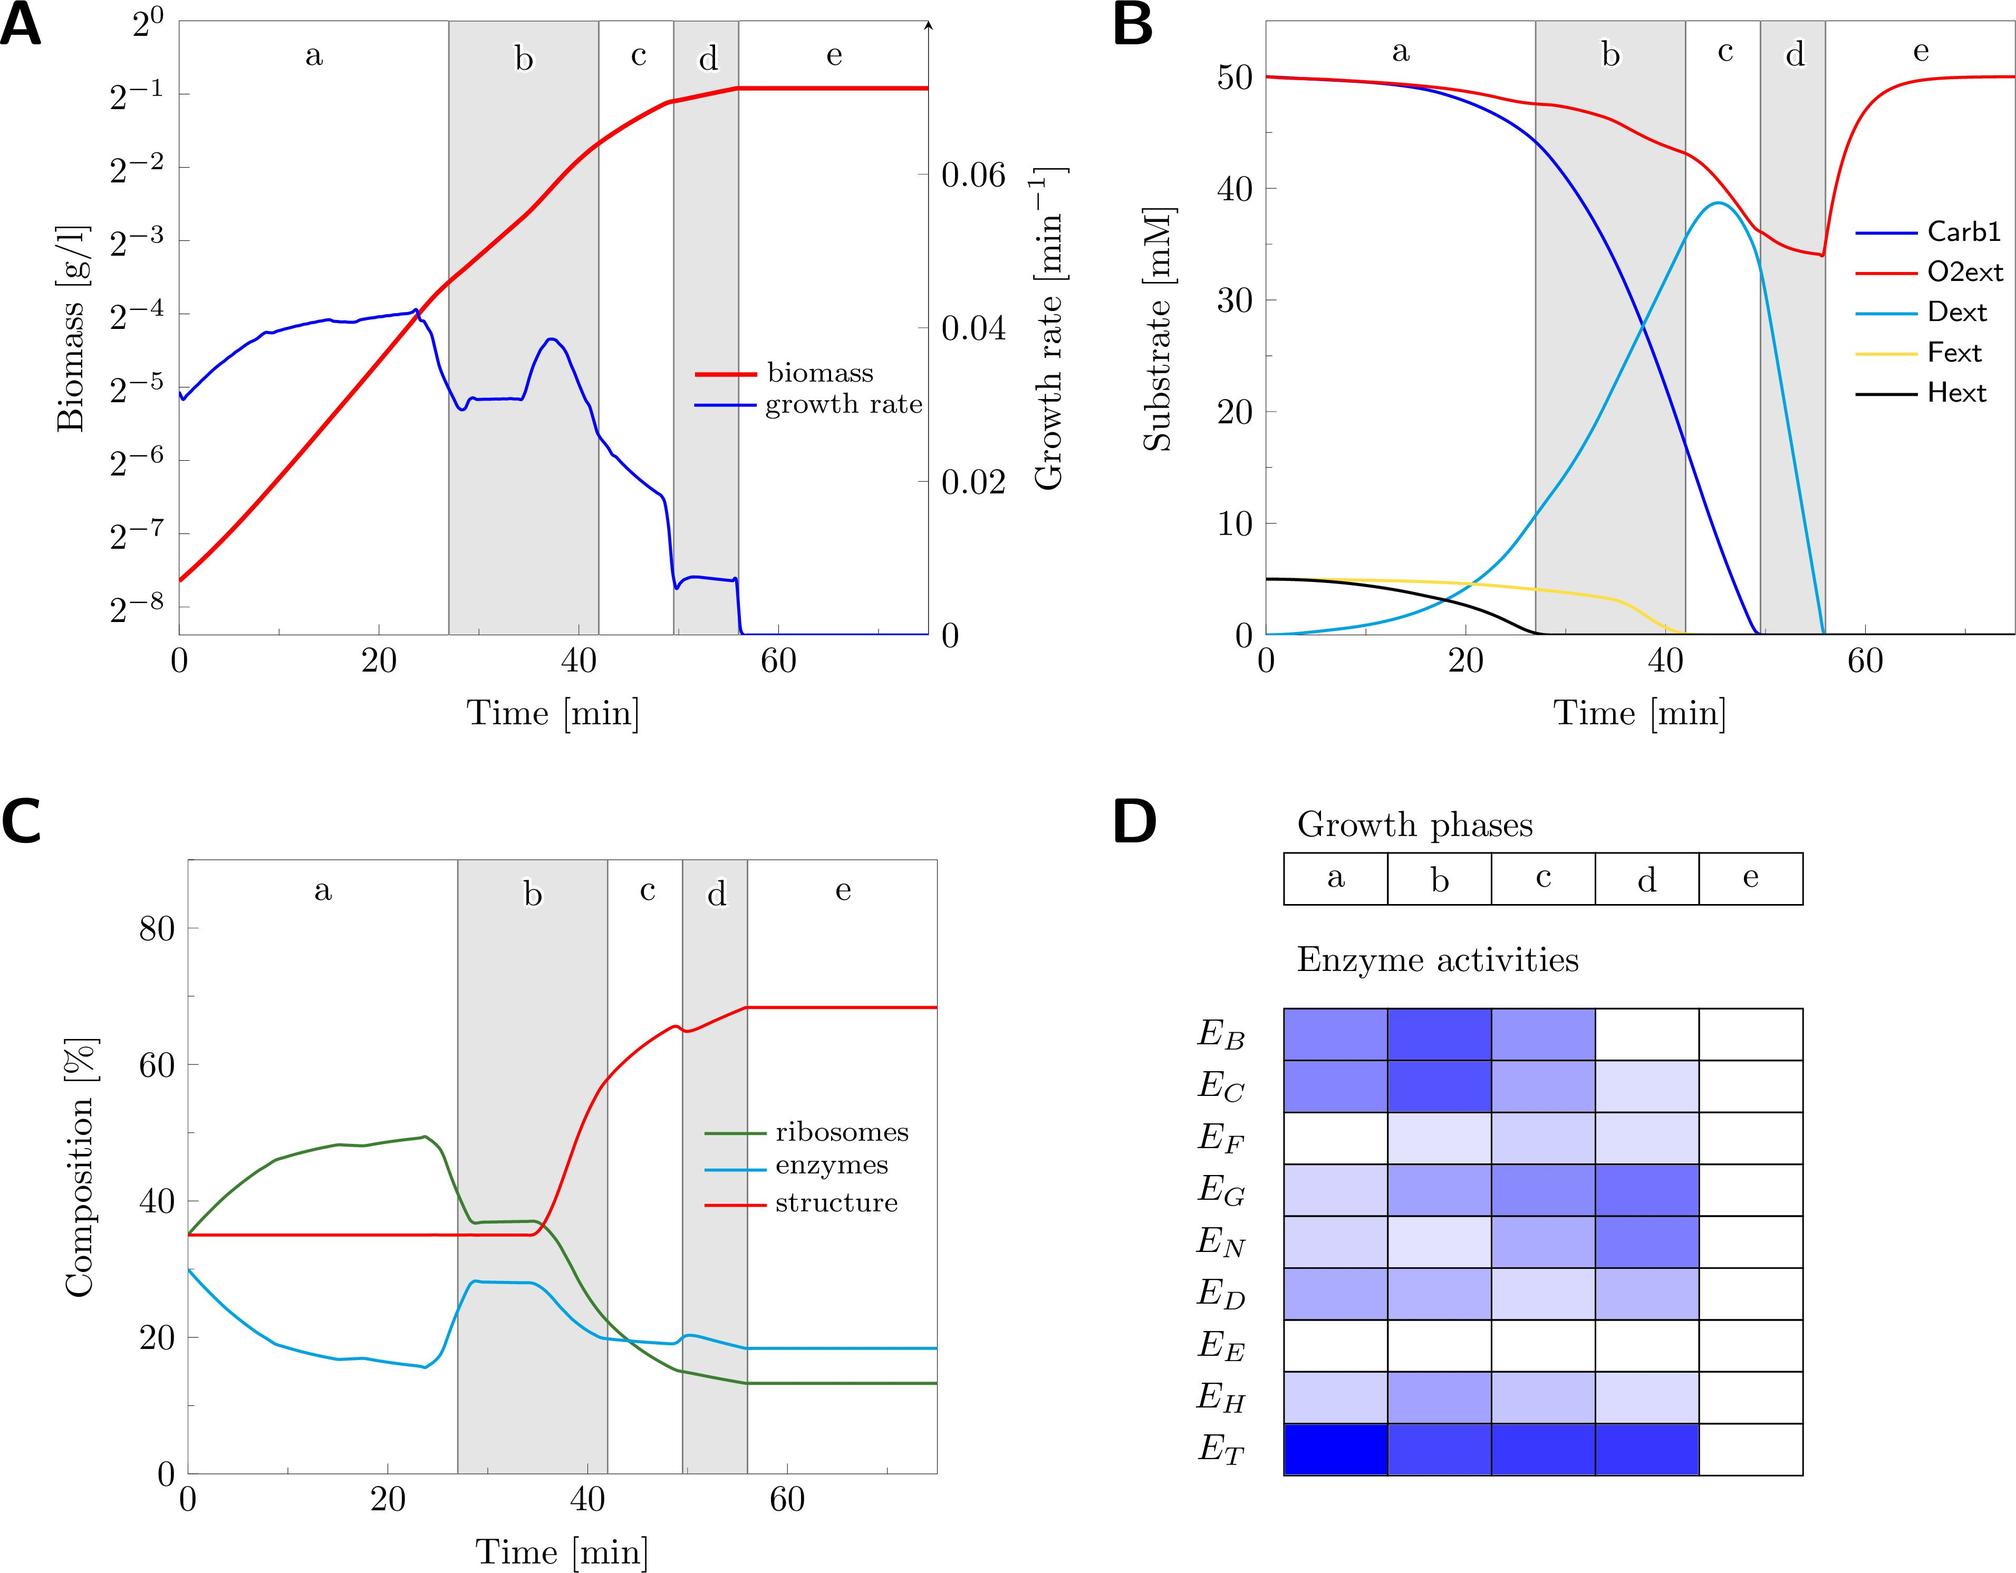 A
a b c d e
2⁰
2⁻¹
2⁻²
2⁻³
2⁻⁴
2⁻⁵
2⁻⁶
2⁻⁷
2⁻⁸
Biomass [g/l]
0.06
0.04
0.02
0
Growth rate [min⁻¹]
biomass
growth rate
0 20 40 60
Time [min]
B
a b c d e
50
40
30
20
10
0
Substrate [mM]
Carb1
O2ext
Dext
Fext
Hext
0 20 40 60
Time [min]
C
a b c d e
80
60
40
20
0
Composition [%]
ribosomes
enzymes
structure
0 20 40 60
Time [min]
D
Growth phases
a b c d e
Enzyme activities
E_B
E_C
E_F
E_G
E_N
E_D
E_E
E_H
E_T